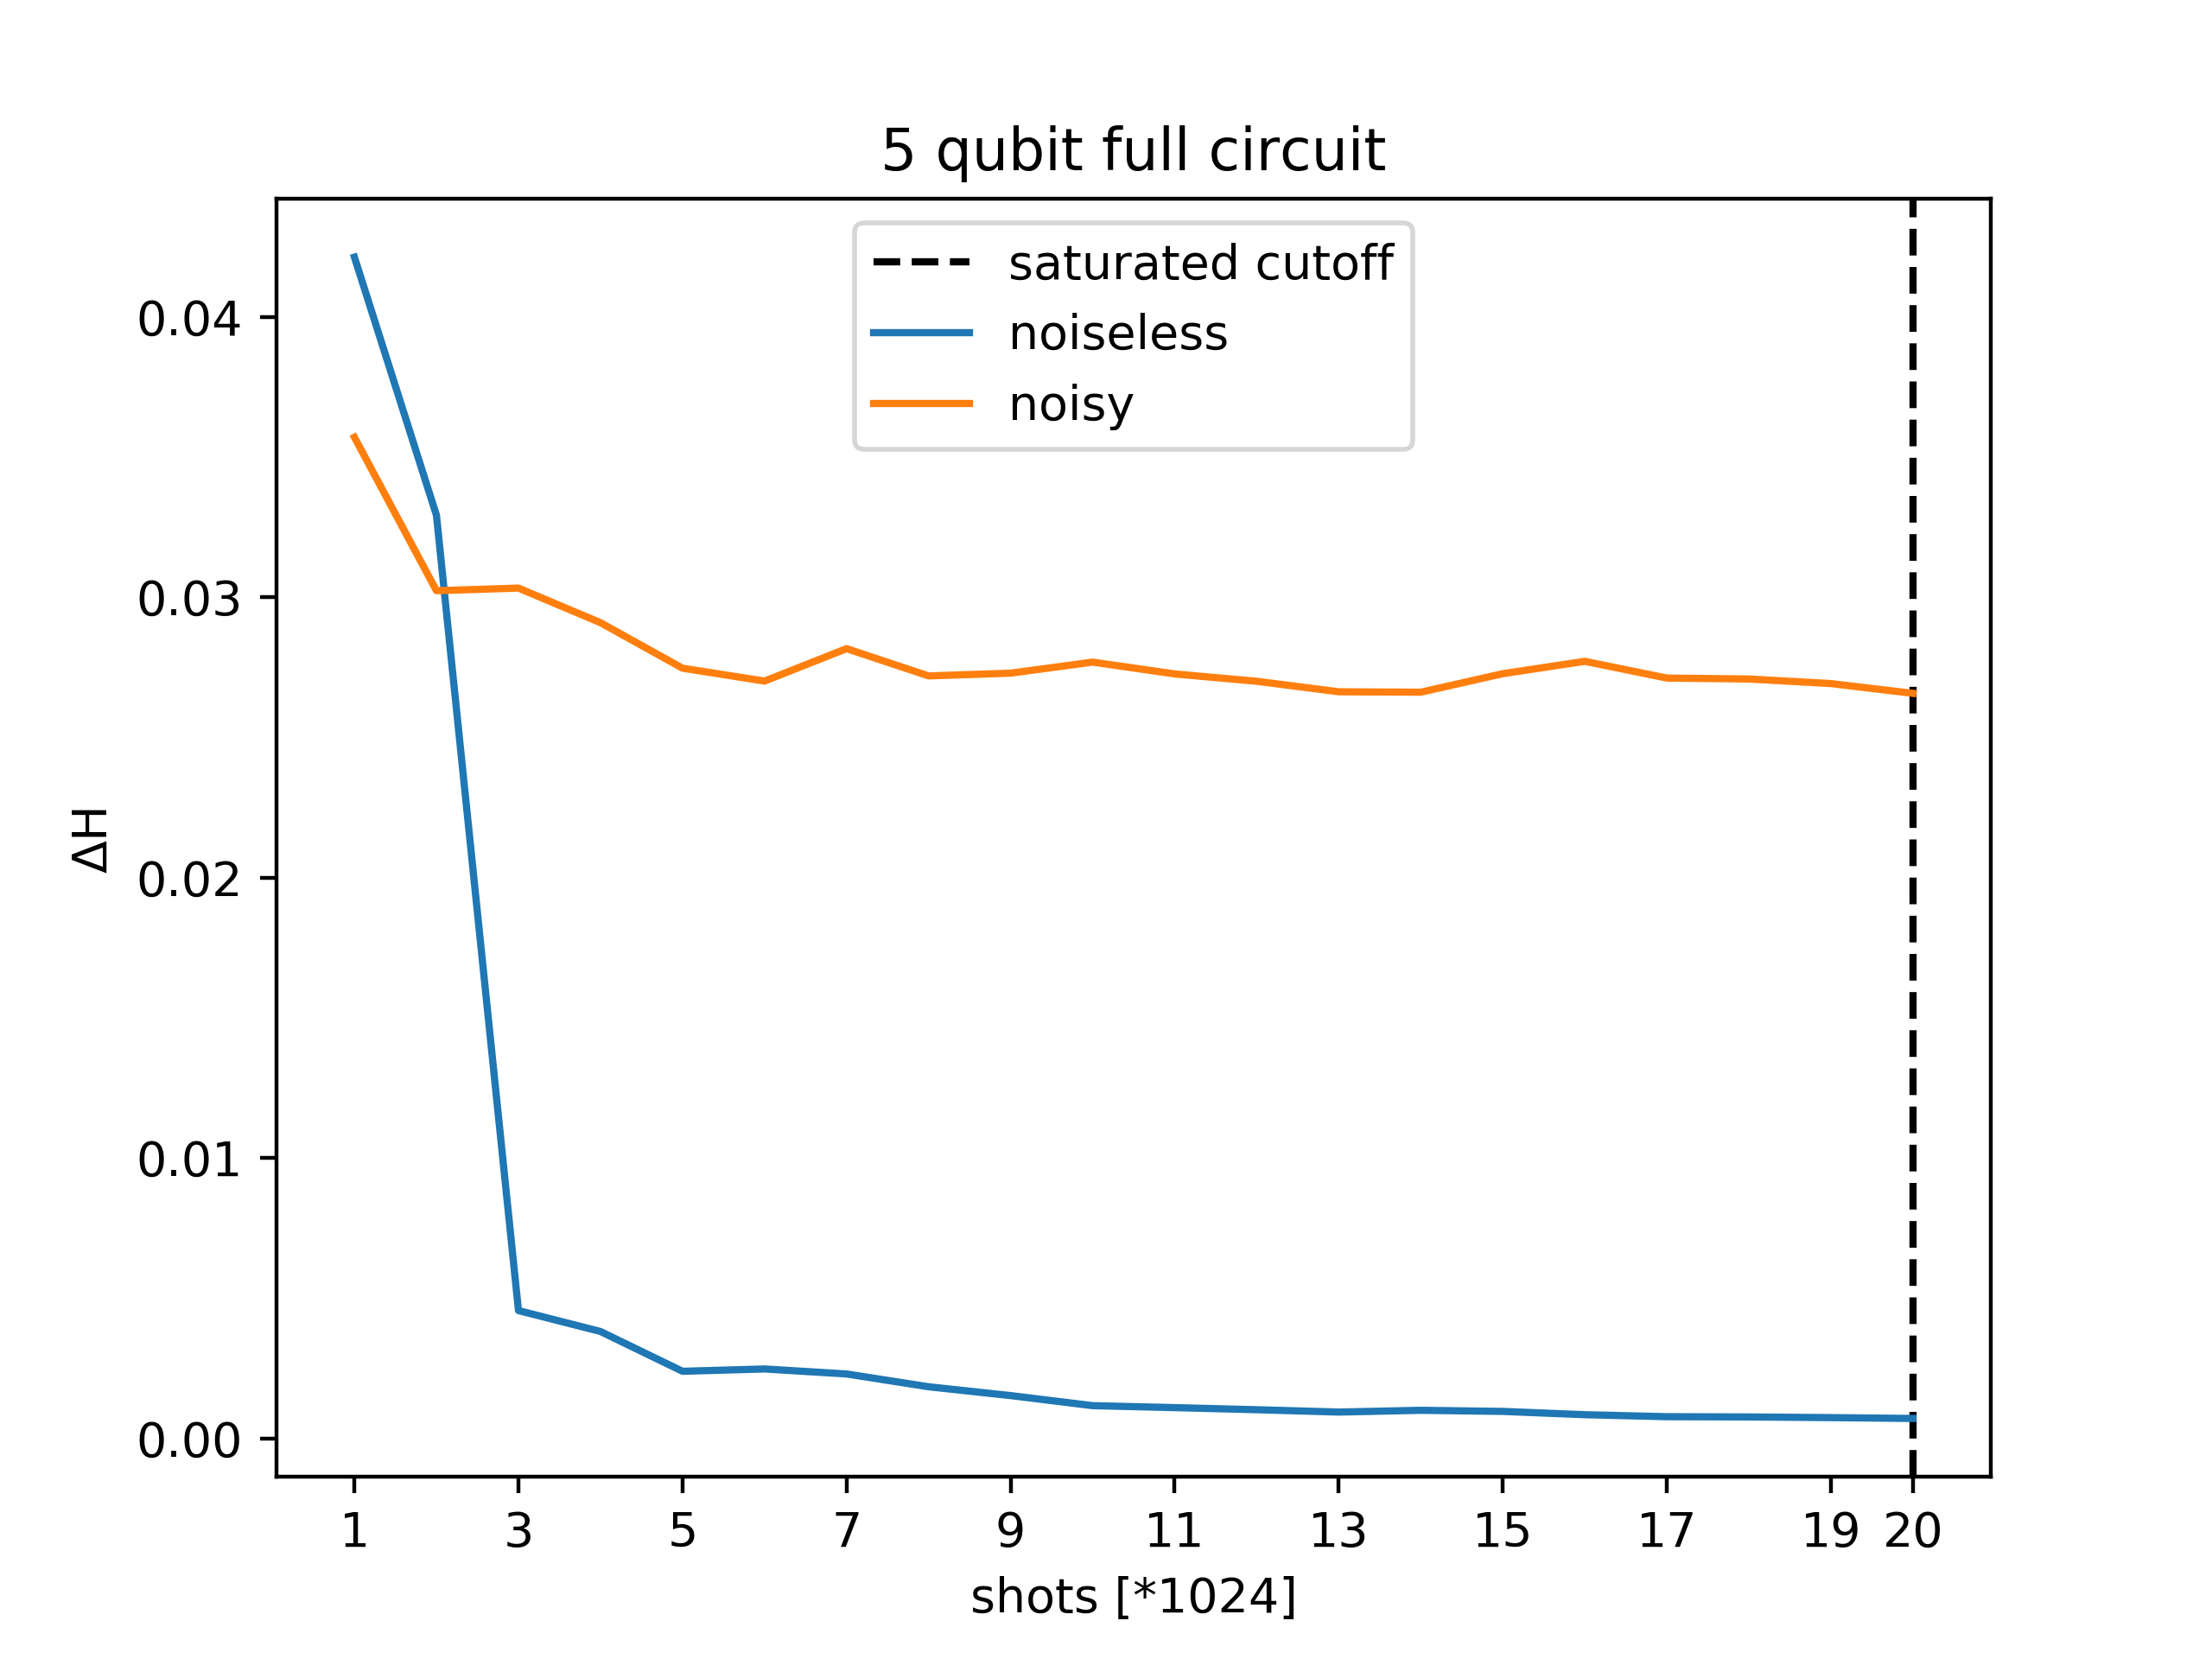 5 qubit full circuit
saturated cutoff
noiseless
noisy
0.04
0.03
0.02
0.01
0.00
ΔH
1 3 5 7 9 11 13 15 17 19 20
shots [*1024]